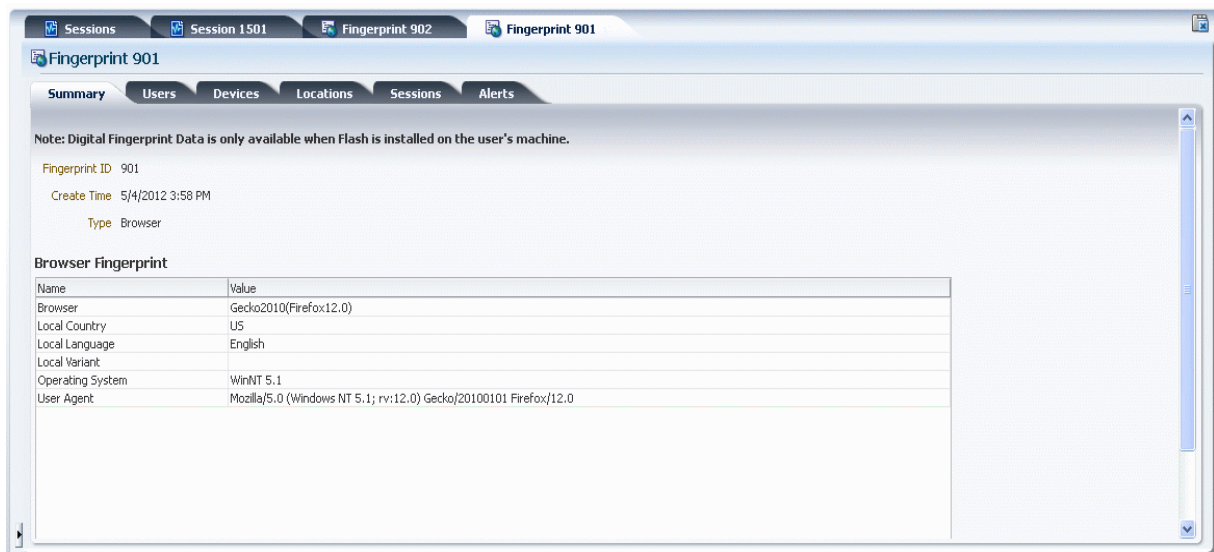 Sessions Session 1501 Fingerprint 902 Fingerprint 901
Fingerprint 901
Summary Users Devices Locations Sessions Alerts
Note: Digital Fingerprint Data is only available when Flash is installed on the user's machine.
Fingerprint ID 901
Create Time 5/4/2012 3:58 PM
Type Browser
Browser Fingerprint
Name Value
Browser Gecko2010(Firefox12.0)
Local Country US
Local Language English
Local Variant
Operating System WinNT 5.1
User Agent Mozilla/5.0 (Windows NT 5.1; rv:12.0) Gecko/20100101 Firefox/12.0